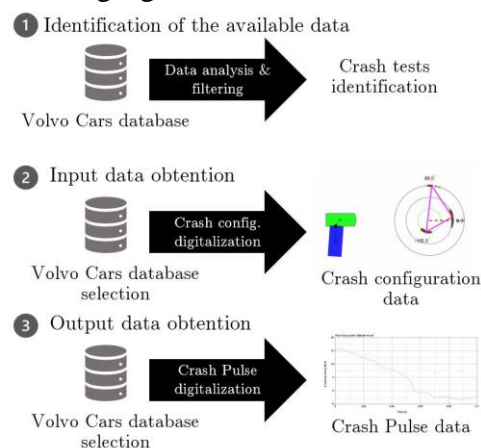 1 Identification of the available data
Data analysis &
filtering
Crash tests
identification
Volvo Cars database
2 Input data obtention
Crash config.
digitalization
Volvo Cars database
selection
Crash configuration
data
3 Output data obtention
Crash Pulse
digitalization
Volvo Cars database
selection
Crash Pulse data